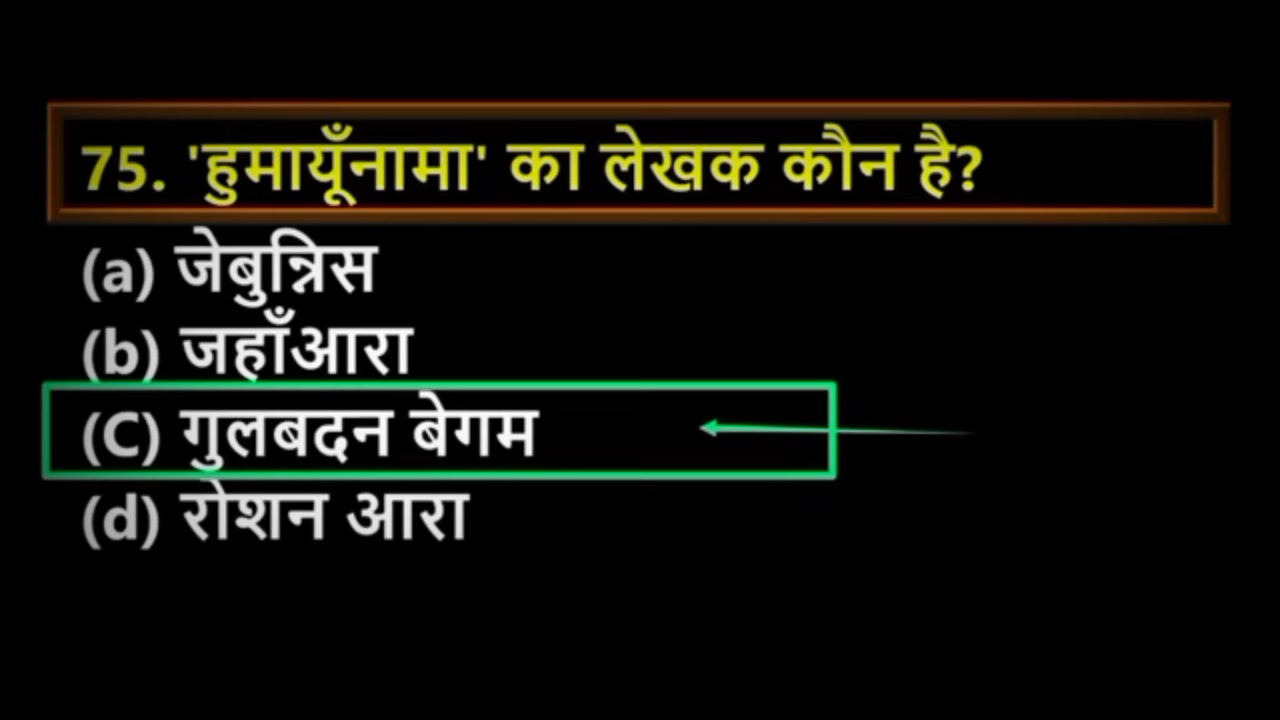 75. 'हुमायूँनामा' का लेखक कौन है?
(a) जेबुन्निस
(b) जहाँआरा
(C) गुलबदन बेगम
(d) रोशन आरा